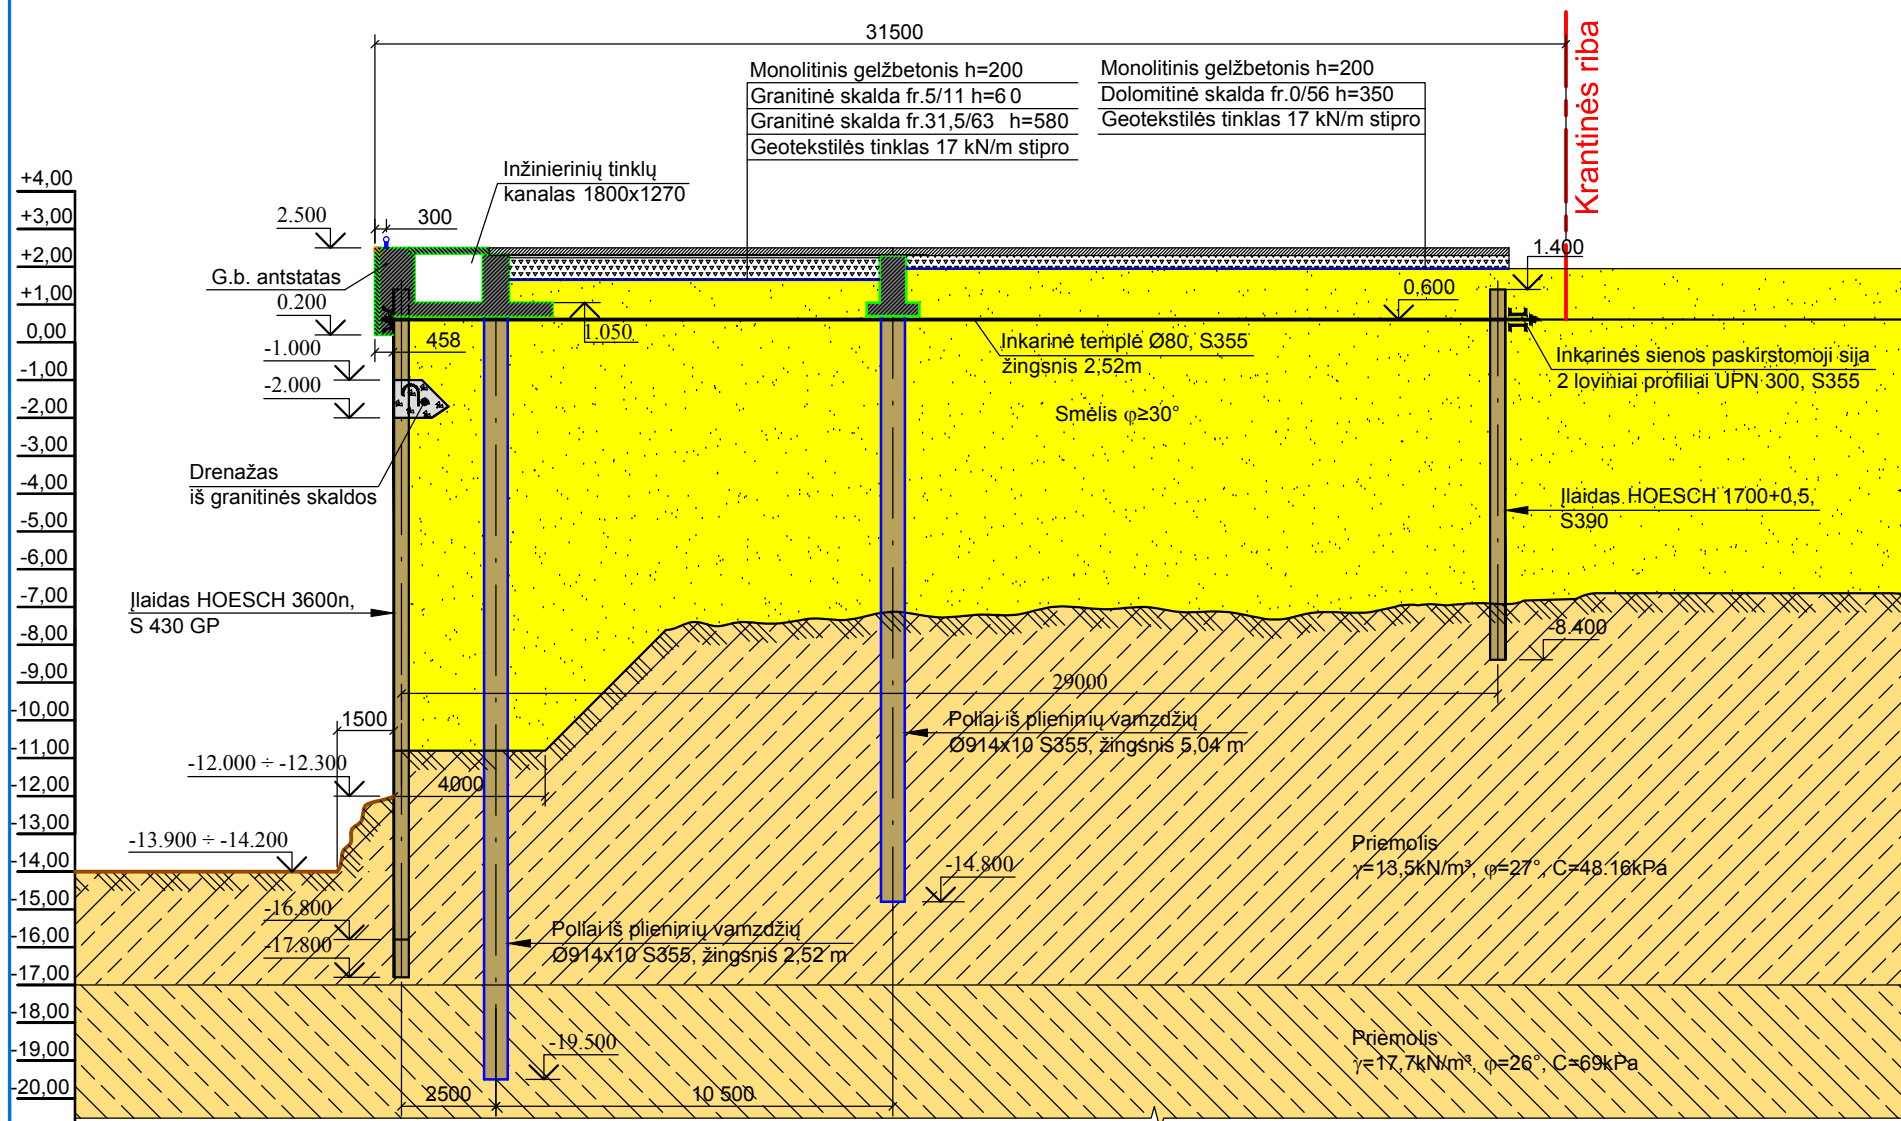 31500
Krantinės riba
Monolitinis gelžbetonis h=200
Granitinė skalda fr.5/11 h=60
Granitinė skalda fr.31,5/63 h=580
Geotekstilės tinklas 17 kN/m stipro
Monolitinis gelžbetonis h=200
Dolomitinė skalda fr.0/56 h=350
Geotekstilės tinklas 17 kN/m stipro
Inžinierinių tinklų
kanalas 1800x1270
+4,00
+3,00
+2,00
+1,00
0,00
-1,00
-2,00
-3,00
-4,00
-5,00
-6,00
-7,00
-8,00
-9,00
-10,00
-11,00
-12,00
-13,00
-14,00
-15,00
-16,00
-17,00
-18,00
-19,00
-20,00
2.500
300
1.400
G.b. antstatas
0.200
0,600
458
1.050
-1.000
-2.000
Inkarinė templė Ø80, S355
žingsnis 2,52m
Inkarinės sienos paskirstomoji sija
2 loviniai profiliai UPN 300, S355
Smėlis φ≥30°
Drenažas
iš granitinės skaldos
Įlaidas HOESCH 1700+0,5,
S390
Įlaidas HOESCH 3600n,
S 430 GP
-8.400
29000
1500
Poliai iš plieninių vamzdžių
Ø914x10 S355, žingsnis 5,04 m
-12.000 ÷ -12.300
4000
-13.900 ÷ -14.200
Priemolis
γ=13,5kN/m³, φ=27°, C=48.16kPa
-14.800
-16.800
-17.800
Poliai iš plieninių vamzdžių
Ø914x10 S355, žingsnis 2,52 m
-19.500
Priemolis
γ=17,7kN/m³, φ=26°, C=69kPa
2500
10 500